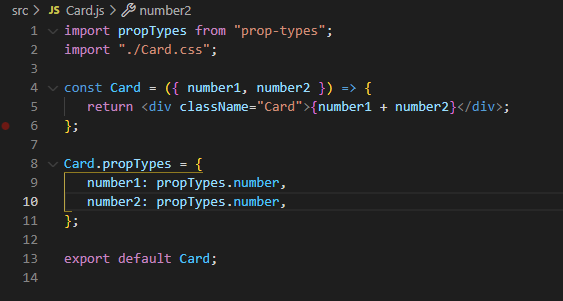 src > JS Card.js > number2
1 import propTypes from "prop-types";
2 import "./Card.css";
3
4 const Card = ({ number1, number2 }) => {
5 return <div className="Card">{number1 + number2}</div>;
6 };
7
8 Card.propTypes = {
9 number1: propTypes.number,
10 number2: propTypes.number,
11 };
12
13 export default Card;
14